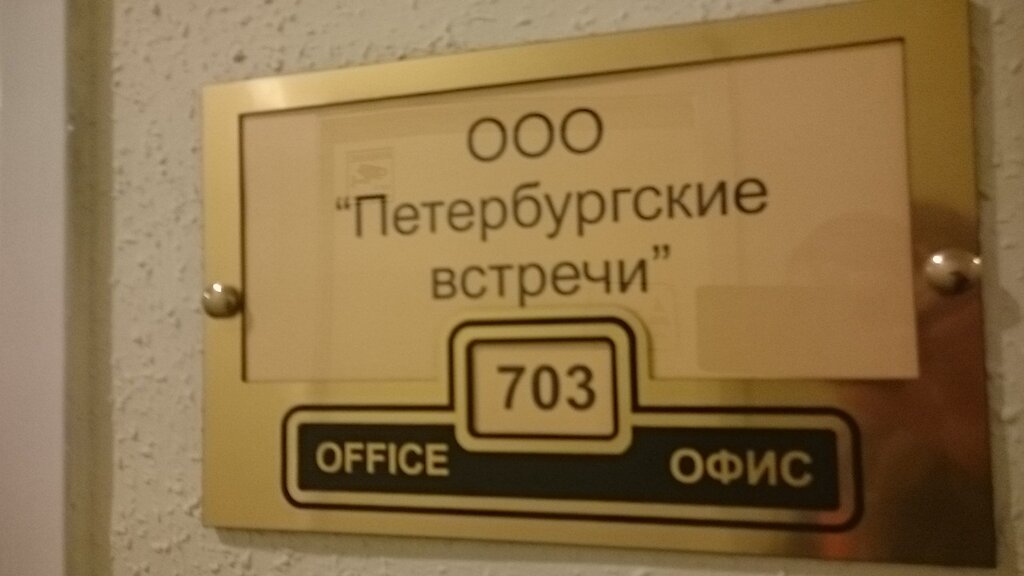 ООО
“Петербургские
встречи”
703
OFFICE ОФИС